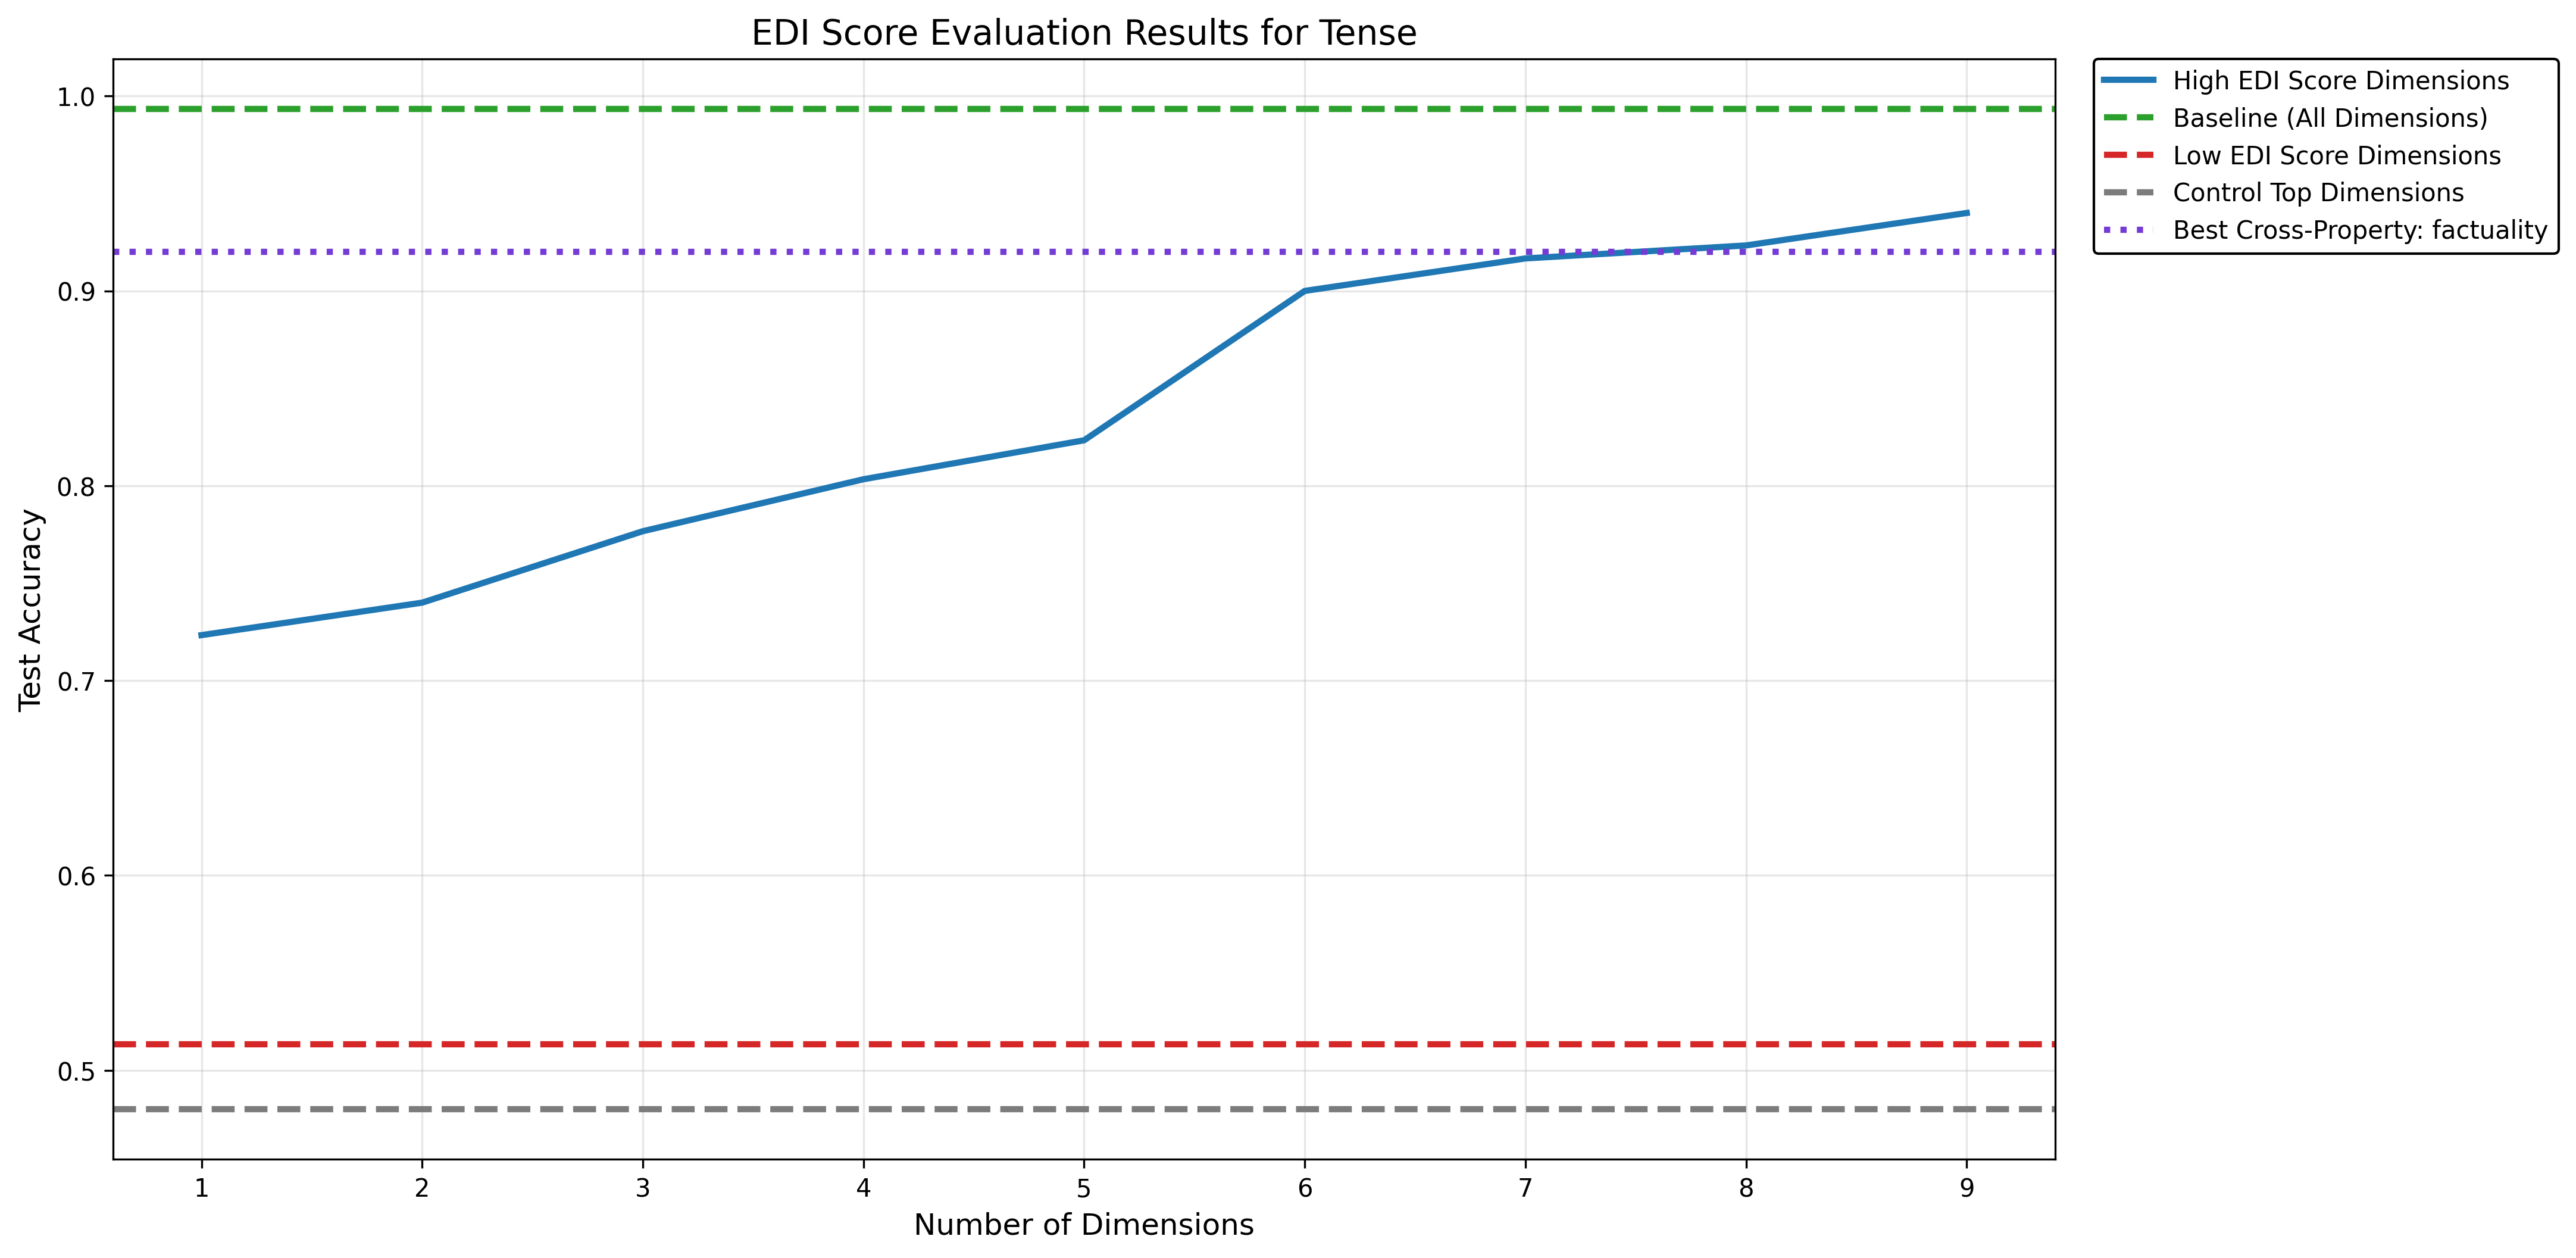 EDI Score Evaluation Results for Tense
High EDI Score Dimensions
Baseline (All Dimensions)
Low EDI Score Dimensions
Control Top Dimensions
Best Cross-Property: factuality
Test Accuracy
1.0
0.9
0.8
0.7
0.6
0.5
1 2 3 4 5 6 7 8 9
Number of Dimensions